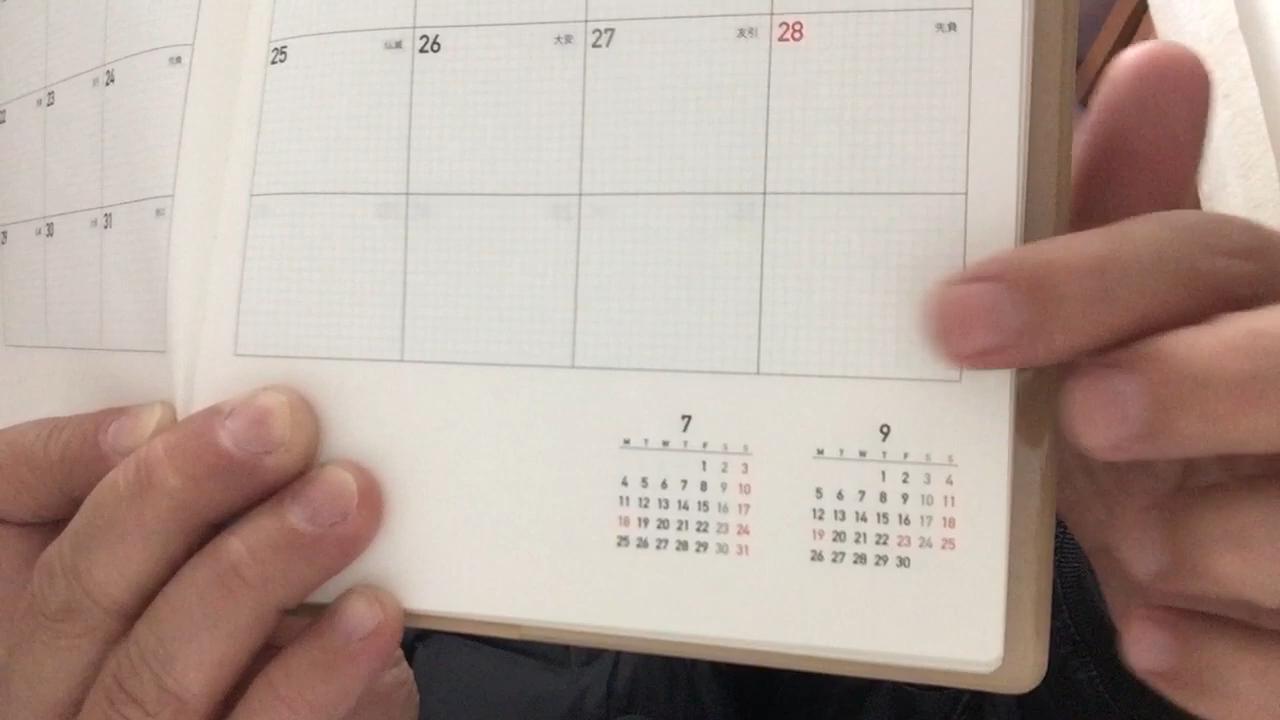 22 23 24 先負
29 30 31
25 仏滅 26 大安 27 友引 28 先負
7
M T W T F S S
1 2 3
4 5 6 7 8 9 10
11 12 13 14 15 16 17
18 19 20 21 22 23 24
25 26 27 28 29 30 31
9
M T W T F S S
1 2 3 4
5 6 7 8 9 10 11
12 13 14 15 16 17 18
19 20 21 22 23 24 25
26 27 28 29 30